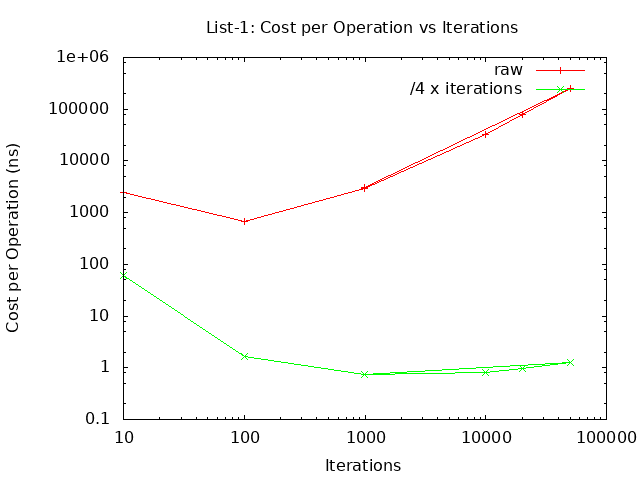 List-1: Cost per Operation vs Iterations
raw
/4 x iterations
Cost per Operation (ns)
1e+06
100000
10000
1000
100
10
1
0.1
10 100 1000 10000 100000
Iterations